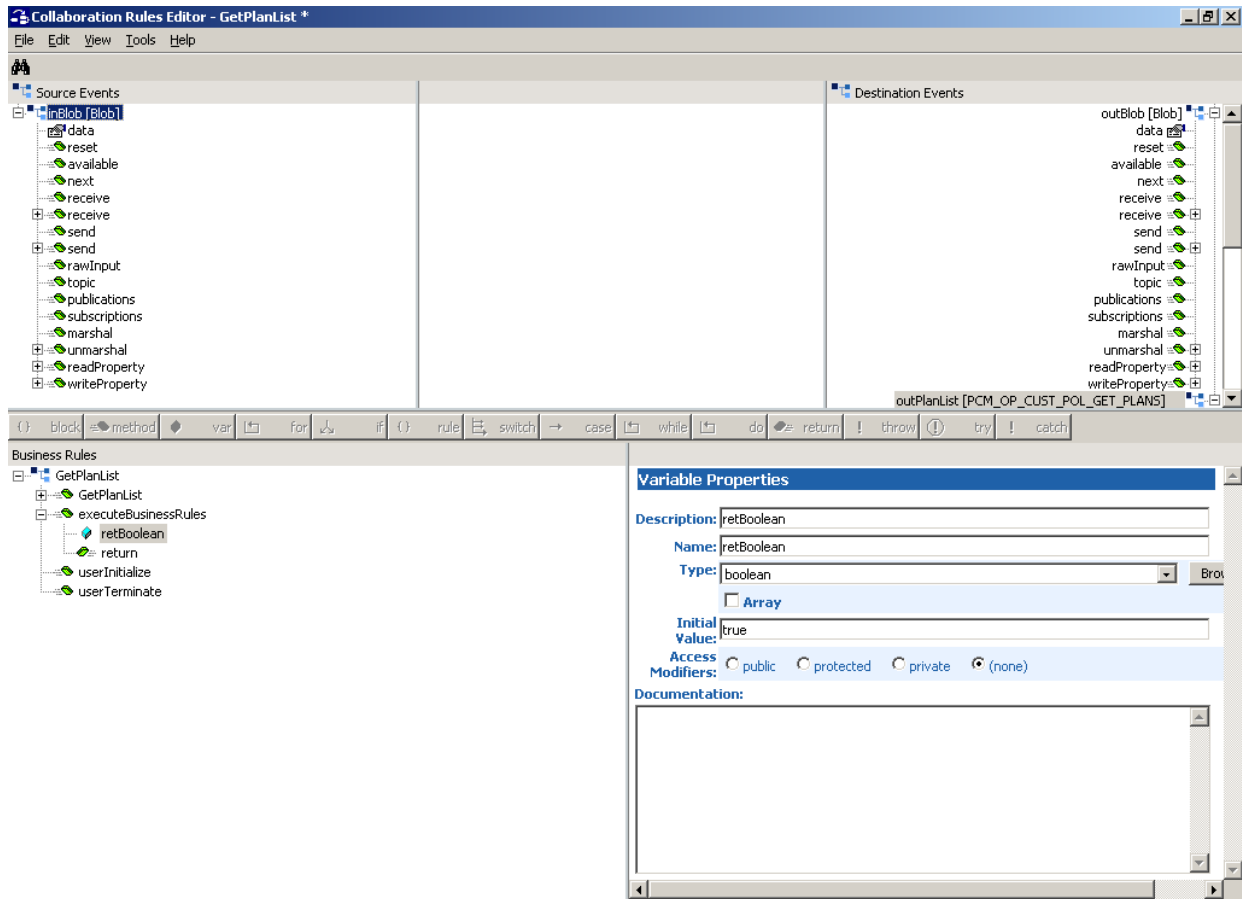 Collaboration Rules Editor - GetPlanList *
File Edit View Tools Help
Source Events
Destination Events
inBlob [Blob]
data
reset
available
next
receive
receive
send
send
rawInput
topic
publications
subscriptions
marshal
unmarshal
readProperty
writeProperty
outBlob [Blob]
data
reset
available
next
receive
receive
send
send
rawInput
topic
publications
subscriptions
marshal
unmarshal
readProperty
writeProperty
outPlanList [PCM_OP_CUST_POL_GET_PLANS]
{} block method var for if {} rule switch → case while do return ! throw ! try ! catch
Business Rules
GetPlanList
GetPlanList
executeBusinessRules
retBoolean
return
userInitialize
userTerminate
Variable Properties
Description: retBoolean
Name: retBoolean
Type: boolean Brow
Array
Initial Value: true
Access Modifiers: public protected private (none)
Documentation: